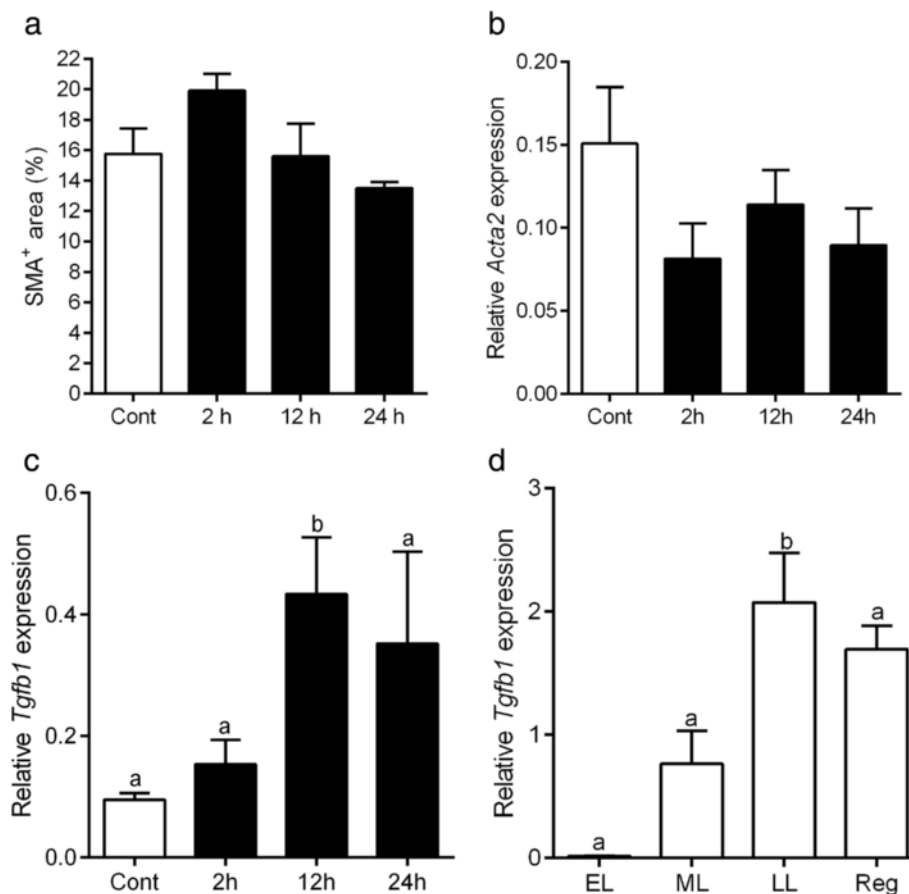 a
SMA⁺ area (%)
22
20
18
16
14
12
10
8
6
4
2
0
Cont 2 h 12 h 24 h
b
Relative Acta2 expression
0.20
0.15
0.10
0.05
0.00
Cont 2h 12h 24h
c
Relative Tgfb1 expression
0.6
0.4
0.2
0.0
a a b a
Cont 2h 12h 24h
d
Relative Tgfb1 expression
3
2
1
0
a a b a
EL ML LL Reg